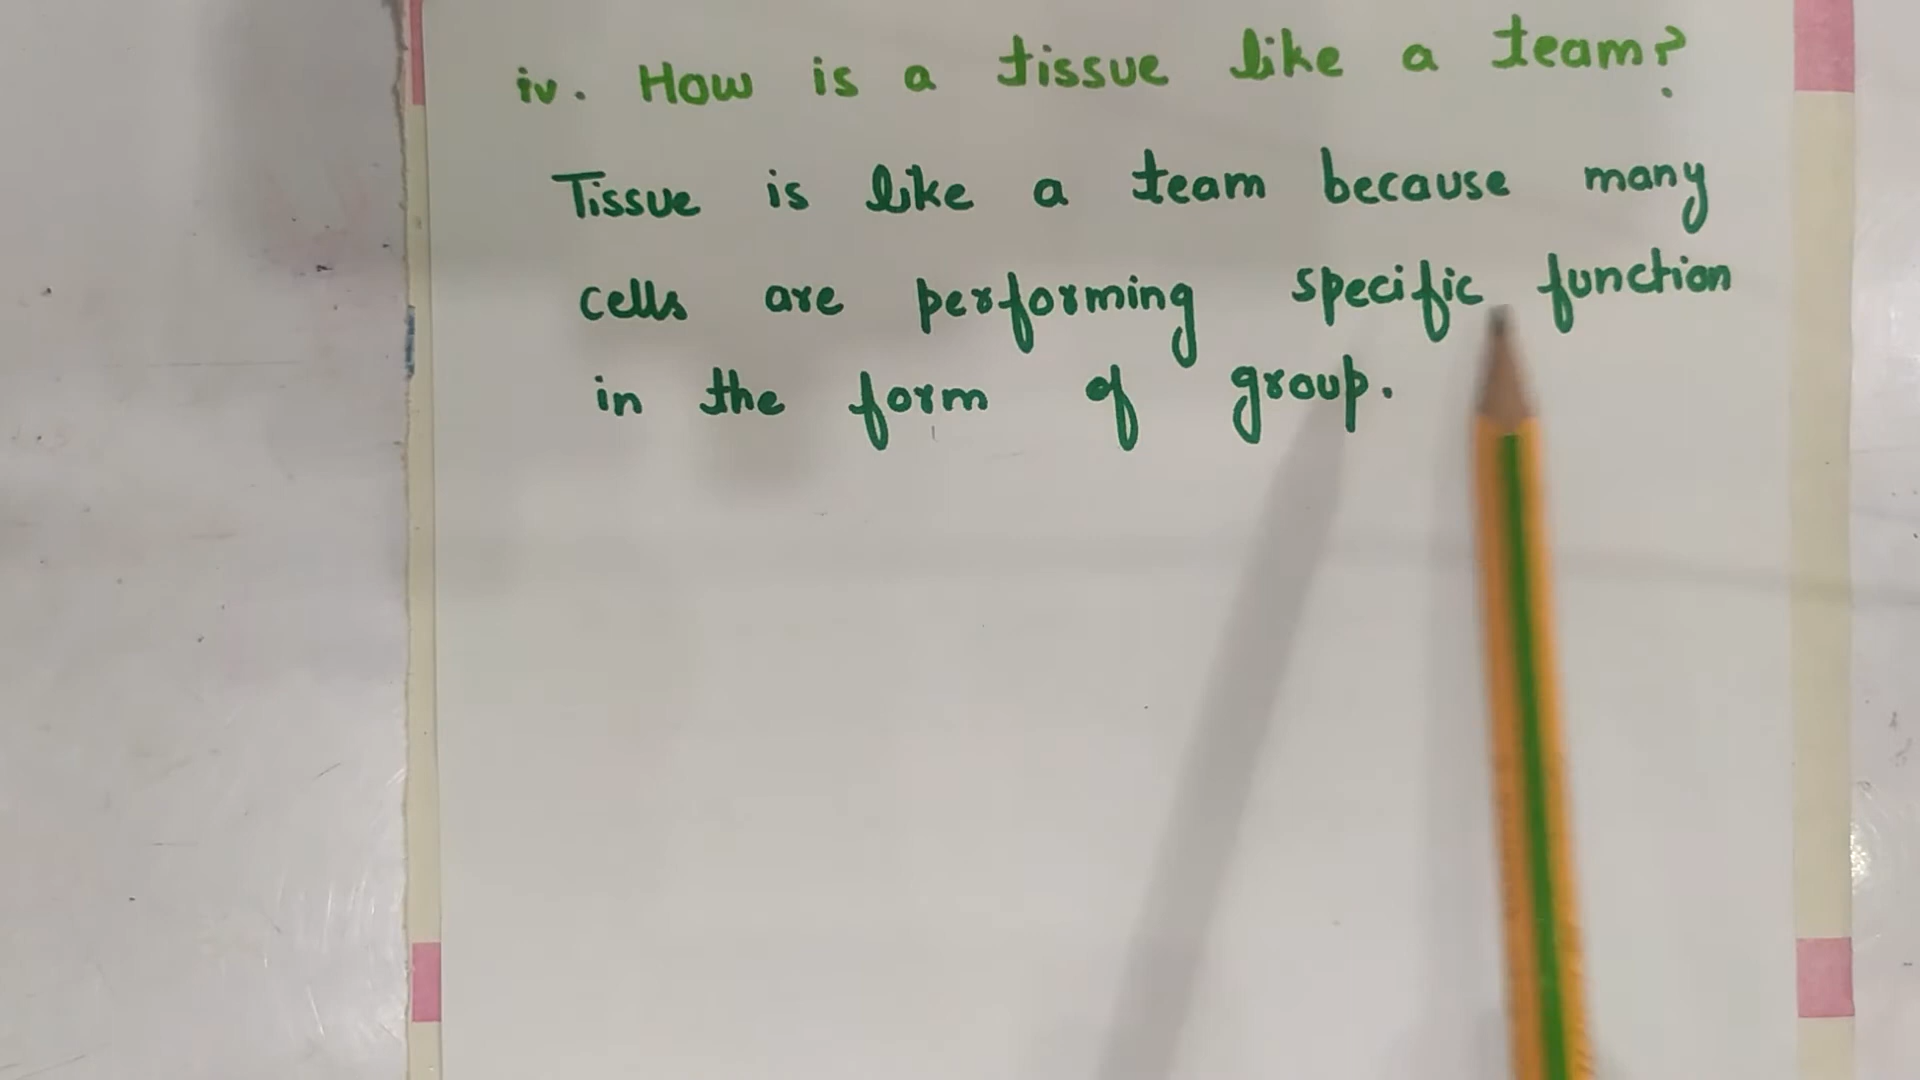 iv. How is a tissue like a team?
Tissue is like a team because many
cells are performing specific function
in the form of group.